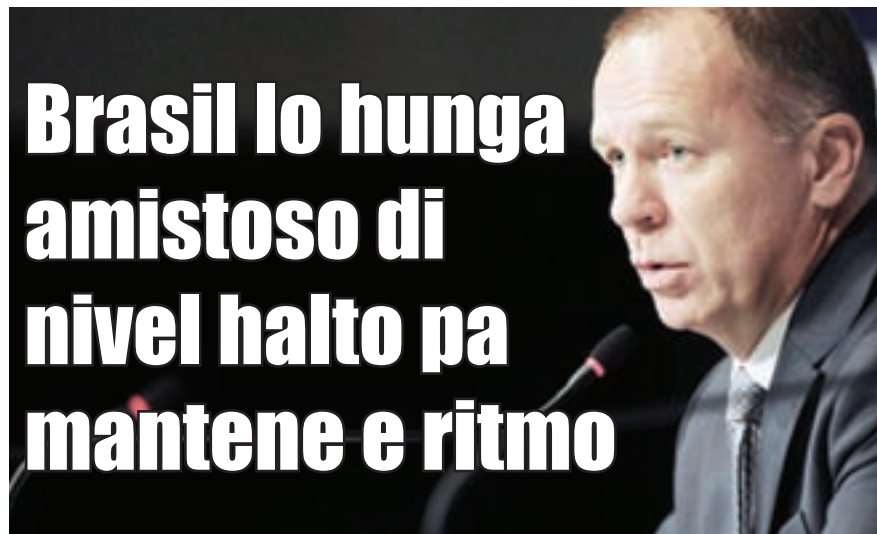 Brasil lo hunga
amistoso di
nivel halto pa
mantene e ritmo